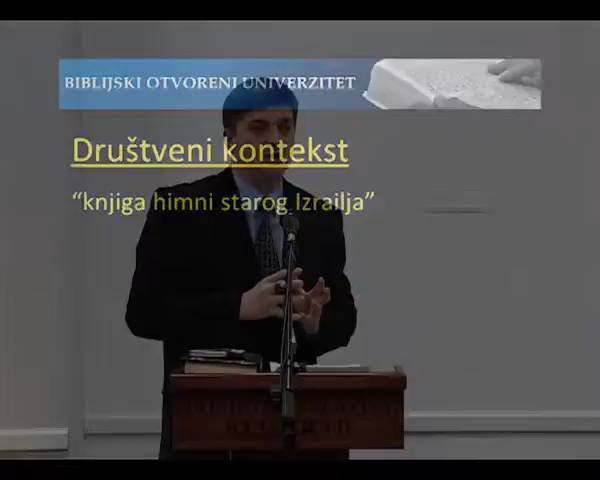 BIBLIJSKI OTVORENI UNIVERZITET
Društveni kontekst
“knjiga himni starog Izrailja”